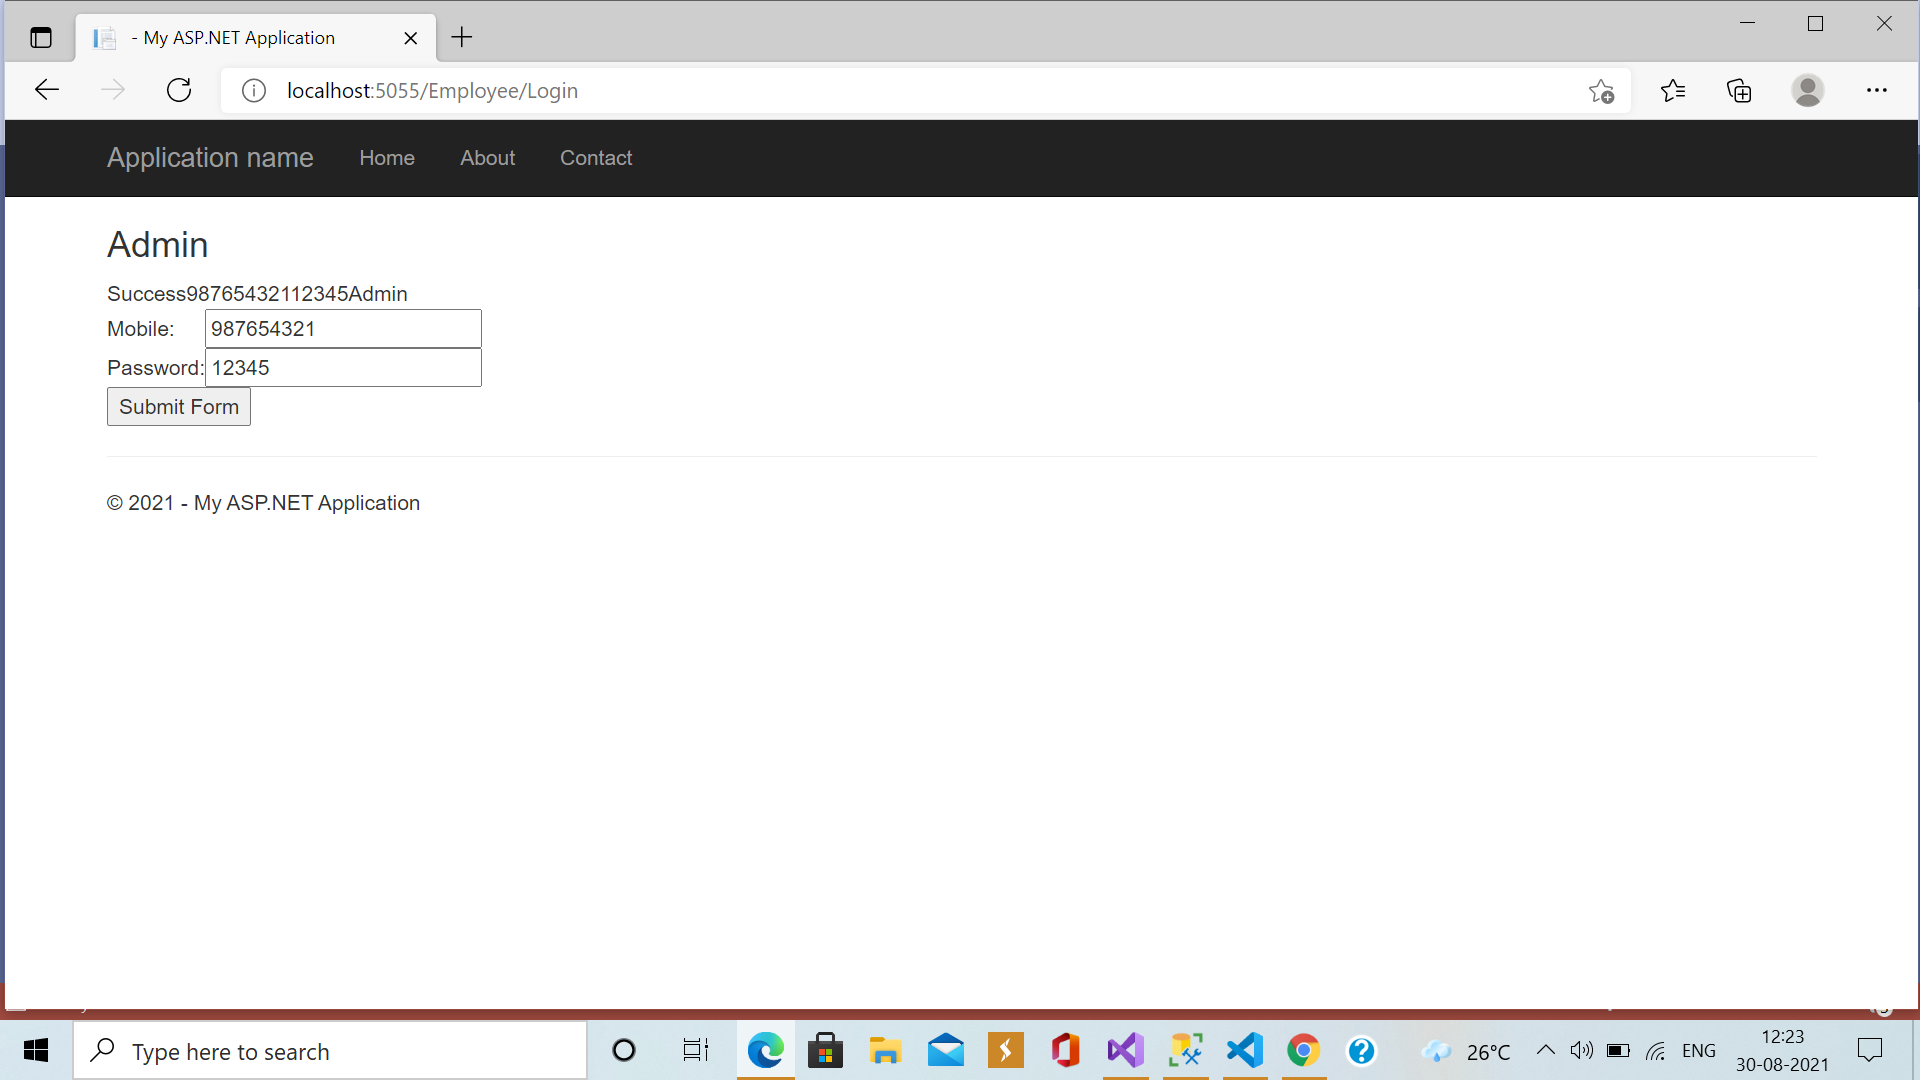 - My ASP.NET Application
localhost:5055/Employee/Login
Application name Home About Contact
Admin
Success98765432112345Admin
Mobile: 987654321
Password: 12345
Submit Form
© 2021 - My ASP.NET Application
Type here to search
26°C
ENG
12:23
30-08-2021